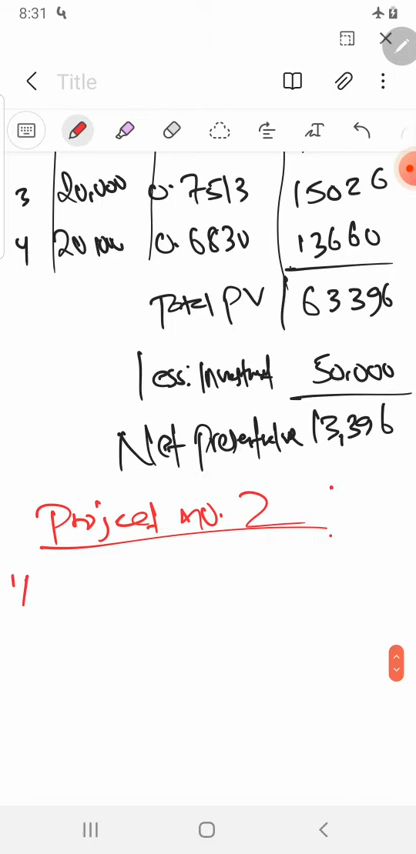 8:31
Title
3 20,000 0.7513 15026
4 20,000 0.6830 13660
Total PV 63396
less: Investment 50,000
Net Present value 13,396
Project no. 2